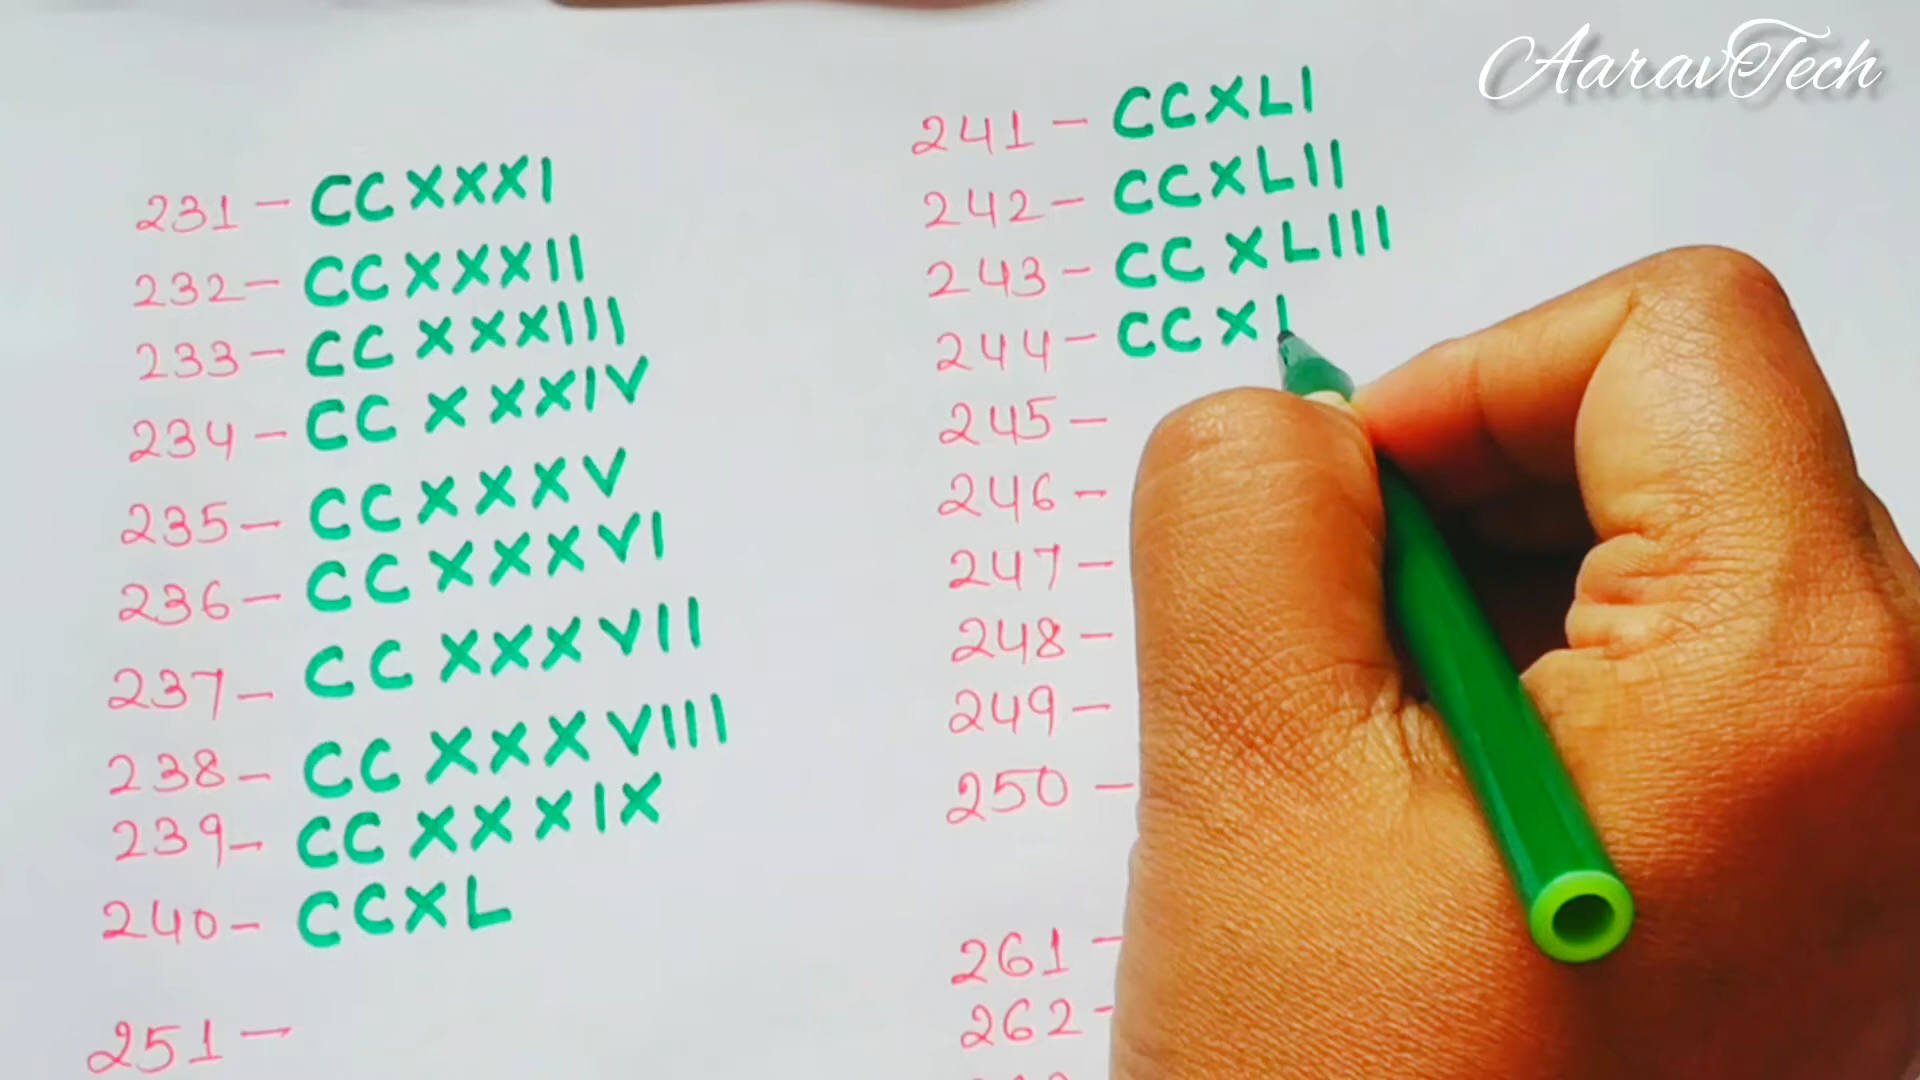 AaravTech
231 - CCXXXI
232 - CCXXXII
233 - CCXXXIII
234 - CCXXXIV
235 - CCXXXV
236 - CCXXXVI
237 - CCXXXVII
238 - CCXXXVIII
239 - CCXXXIX
240 - CCXL
251 -
241 - CCXLI
242 - CCXLII
243 - CCXLIII
244 - CCXI
245 -
246 -
247 -
248 -
249 -
250 -
261 -
262 -